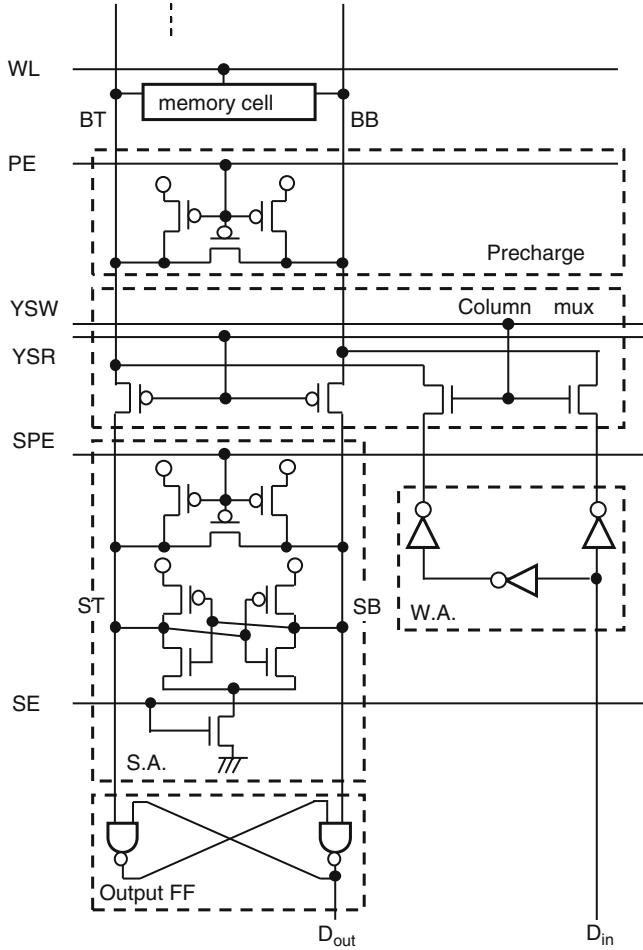 WL
memory cell
BT
BB
PE
Precharge
YSW
Column mux
YSR
SPE
ST
SB
W.A.
SE
S.A.
Output FF
Dout
Din